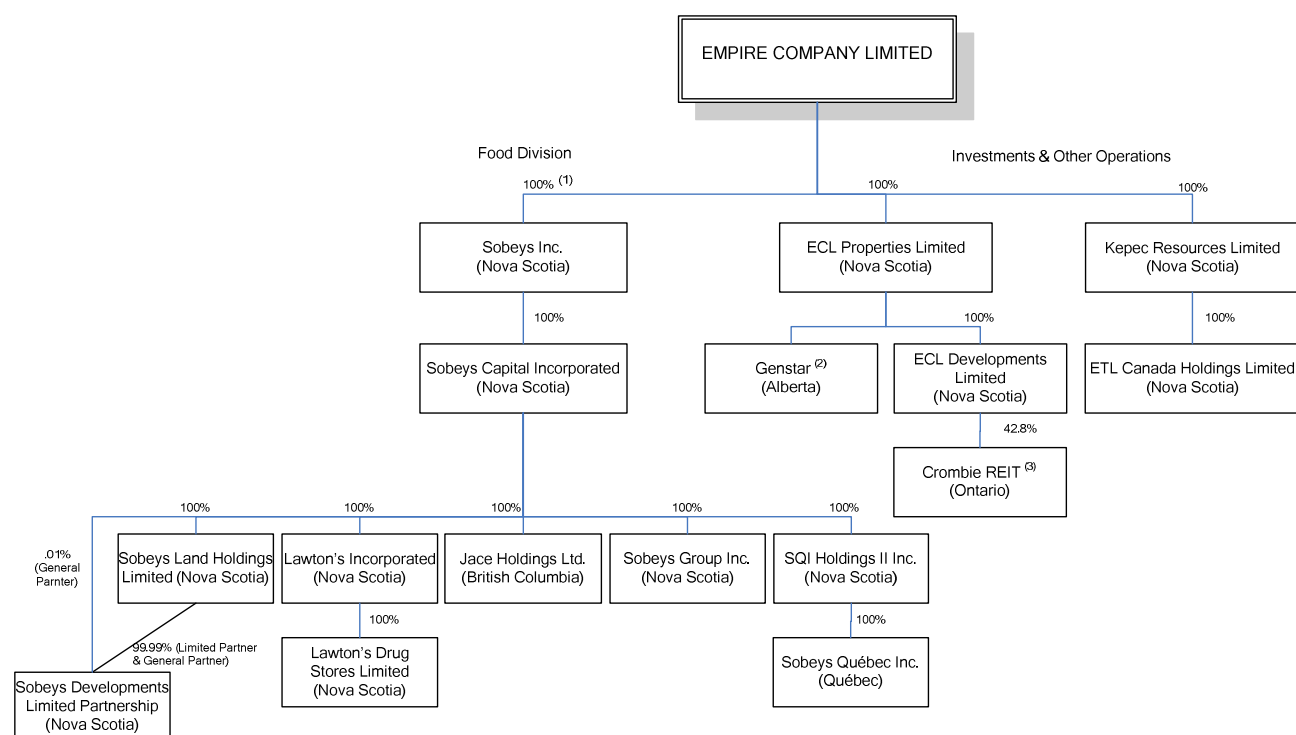 EMPIRE COMPANY LIMITED
Food Division
Investments & Other Operations
100% (1)
100%
100%
Sobeys Inc.
(Nova Scotia)
ECL Properties Limited
(Nova Scotia)
Kepec Resources Limited
(Nova Scotia)
100%
100%
100%
Sobeys Capital Incorporated
(Nova Scotia)
Genstar (2)
(Alberta)
ECL Developments
Limited
(Nova Scotia)
ETL Canada Holdings Limited
(Nova Scotia)
42.8%
Crombie REIT (3)
(Ontario)
100%
100%
100%
100%
100%
.01%
(General
Parnter)
Sobeys Land Holdings
Limited (Nova Scotia)
Lawton's Incorporated
(Nova Scotia)
Jace Holdings Ltd.
(British Columbia)
Sobeys Group Inc.
(Nova Scotia)
SQI Holdings II Inc.
(Nova Scotia)
99.99% (Limited Partner
& General Partner)
100%
100%
Sobeys Developments
Limited Partnership
(Nova Scotia)
Lawton's Drug
Stores Limited
(Nova Scotia)
Sobeys Québec Inc.
(Québec)